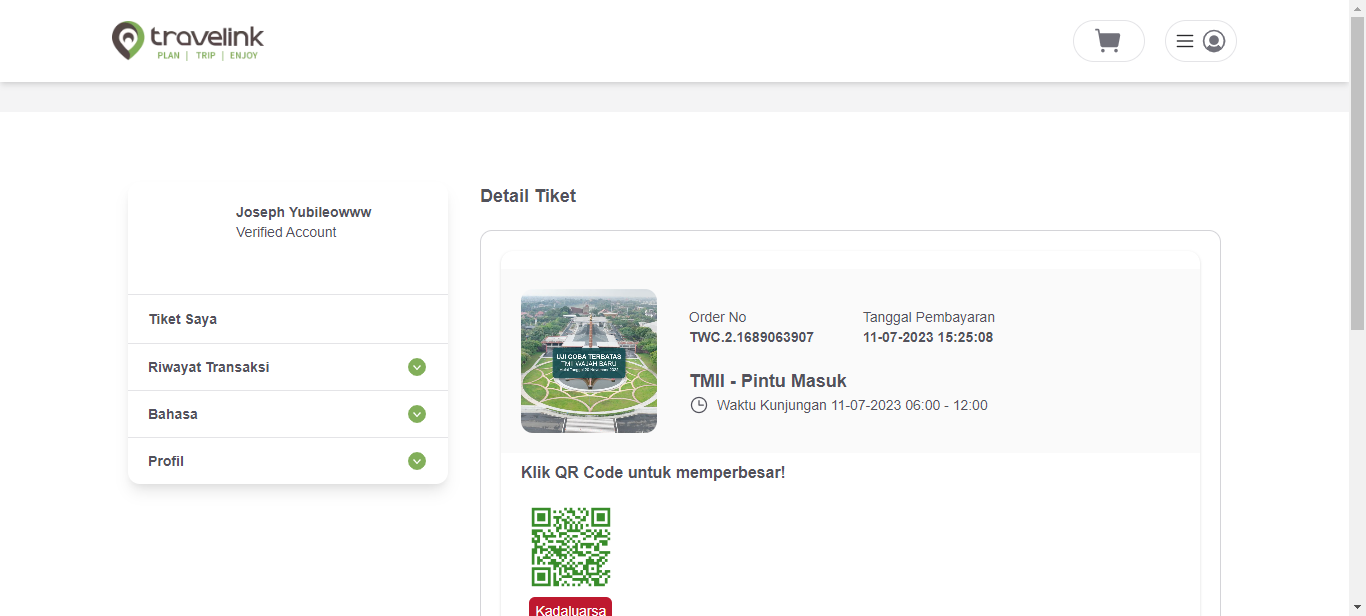 travelink
PLAN | TRIP | ENJOY
Joseph Yubileowww
Verified Account
Tiket Saya
Riwayat Transaksi
Bahasa
Profil
Detail Tiket
UJI COBA TERBATAS
TMII WAJAH BARU
Order No
TWC.2.1689063907
Tanggal Pembayaran
11-07-2023 15:25:08
TMII - Pintu Masuk
Waktu Kunjungan 11-07-2023 06:00 - 12:00
Klik QR Code untuk memperbesar!
Kadaluarsa